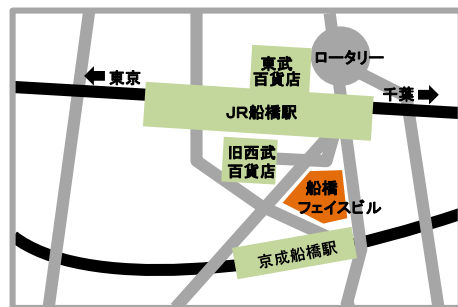 東武
百貨店
ロータリー
東京
千葉
JR船橋駅
旧西武
百貨店
船橋
フェイスビル
京成船橋駅